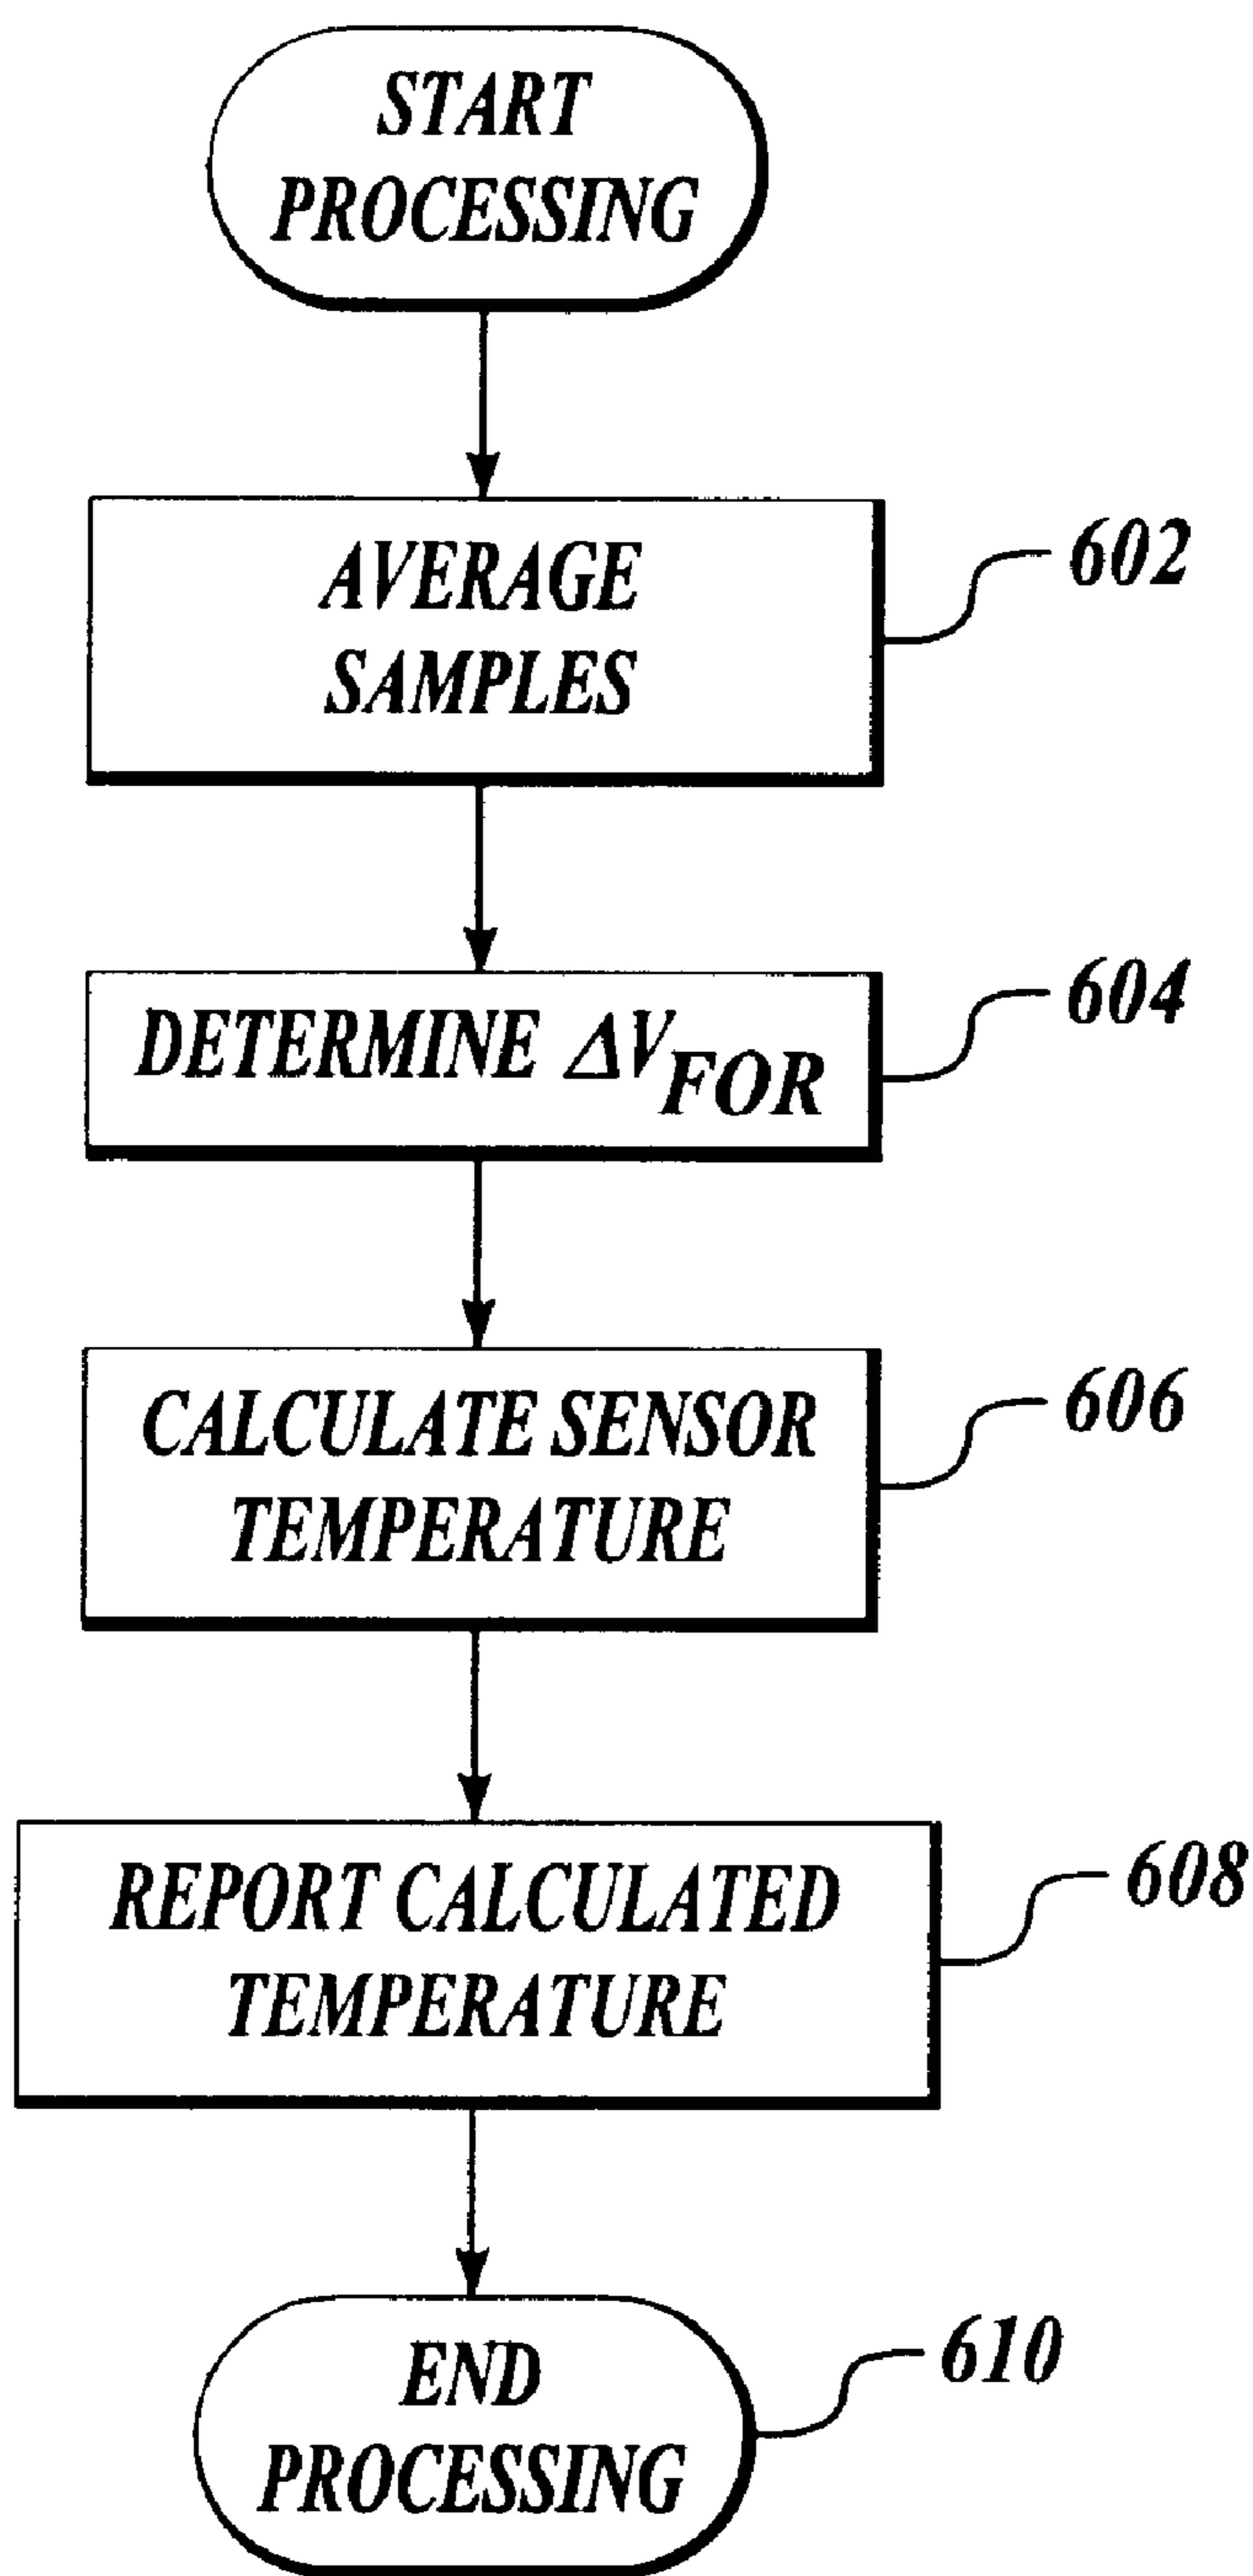 START
PROCESSING
AVERAGE
SAMPLES
602
DETERMINE ΔV_FOR
604
CALCULATE SENSOR
TEMPERATURE
606
REPORT CALCULATED
TEMPERATURE
608
END
PROCESSING
610